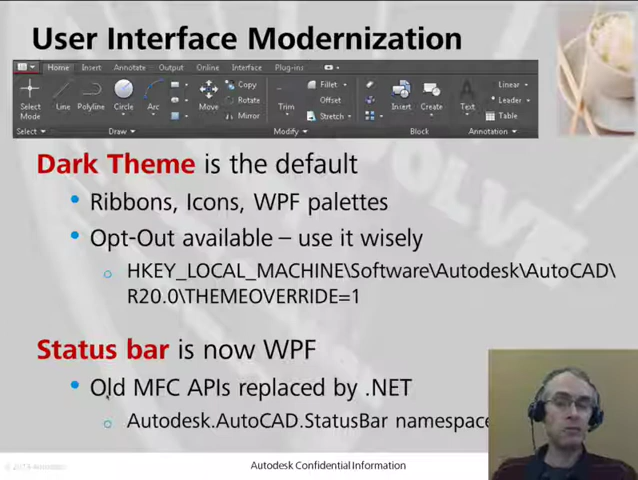 User Interface Modernization
Home Insert Annotate Output Online Interface Plug-ins
Select Mode
Line
Polyline
Circle
Arc
Move
Copy
Rotate
Mirror
Trim
Fillet
Offset
Stretch
Insert
Create
Text
Linear
Leader
Table
Select
Draw
Modify
Block
Annotation
Dark Theme is the default
Ribbons, Icons, WPF palettes
Opt-Out available – use it wisely
HKEY_LOCAL_MACHINE\Software\Autodesk\AutoCAD\
R20.0\THEMEOVERRIDE=1
Status bar is now WPF
Old MFC APIs replaced by .NET
Autodesk.AutoCAD.StatusBar namespace
Autodesk Confidential Information